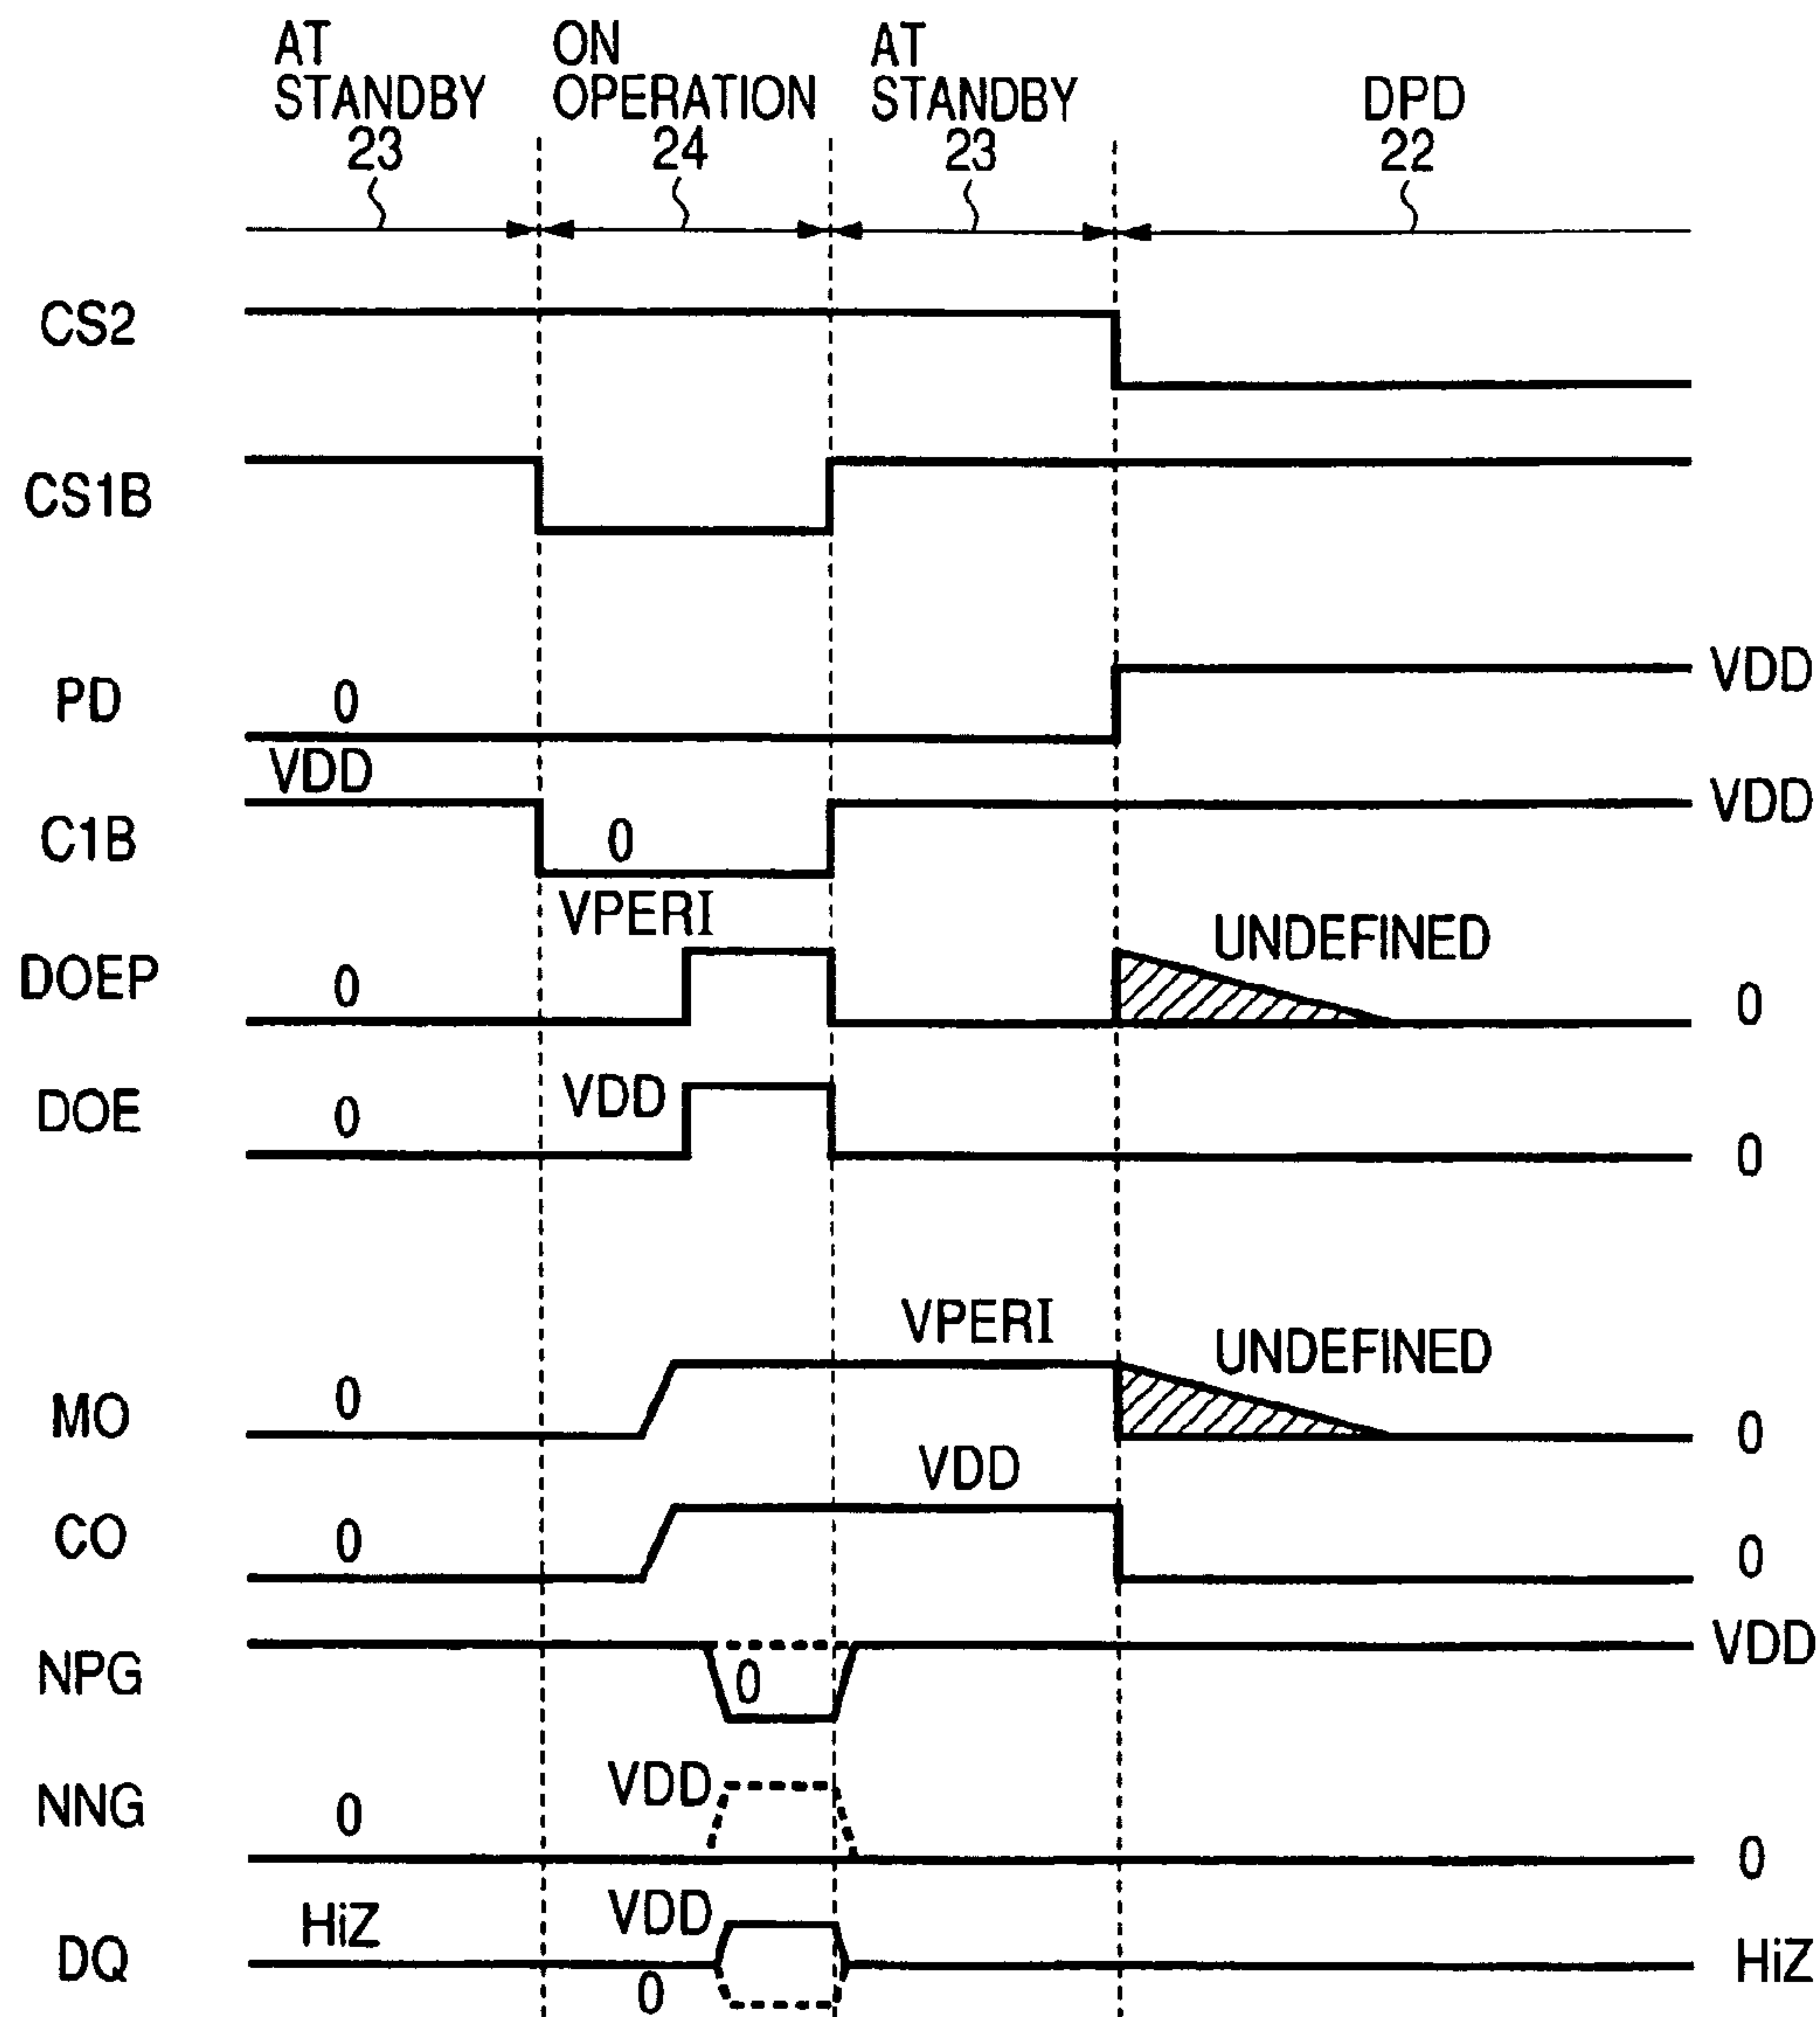 AT
STANDBY
23
ON
OPERATION
24
AT
STANDBY
23
DPD
22
CS2
CS1B
PD
0
VDD
VDD
C1B
0
VDD
VPERI
DOEP
0
UNDEFINED
0
DOE
0
VDD
0
VPERI
UNDEFINED
MO
0
0
VDD
CO
0
0
NPG
0
VDD
NNG
0
VDD
0
DQ
HiZ
VDD
0
HiZ